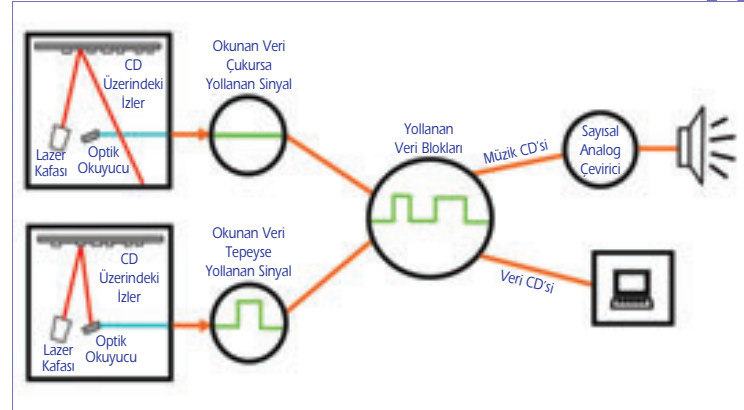 CD
Üzerindeki
İzler
Lazer
Kafası
Optik
Okuyucu
Okunan Veri
Çukursa
Yollanan Sinyal
CD
Üzerindeki
İzler
Lazer
Kafası
Optik
Okuyucu
Okunan Veri
Tepeyse
Yollanan Sinyal
Yollanan
Veri Blokları
Müzik CD'si
Sayısal
Analog
Çevirici
Veri CD'si